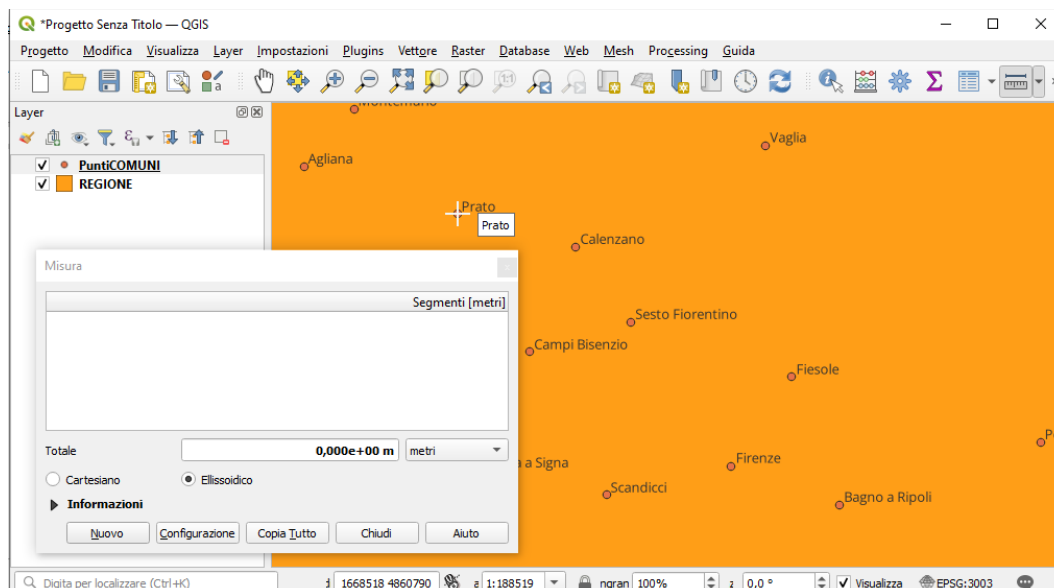 *Progetto Senza Titolo — QGIS
Progetto Modifica Visualizza Layer Impostazioni Plugins Vettore Raster Database Web Mesh Processing Guida
Layer
PuntiCOMUNI
REGIONE
Montemurlo
Agliana
Vaglia
Prato
Prato
Calenzano
Sesto Fiorentino
Campi Bisenzio
Fiesole
a Signa
Firenze
Scandicci
Bagno a Ripoli
Misura
Segmenti [metri]
Totale 0,000e+00 m metri
Cartesiano Ellissoidico
Informazioni
Nuovo Configurazione Copia Tutto Chiudi Aiuto
Digita per localizzare (Ctrl+K) 1668518 4860790 1:188519 ngran 100% 0,0 ° Visualizza EPSG:3003